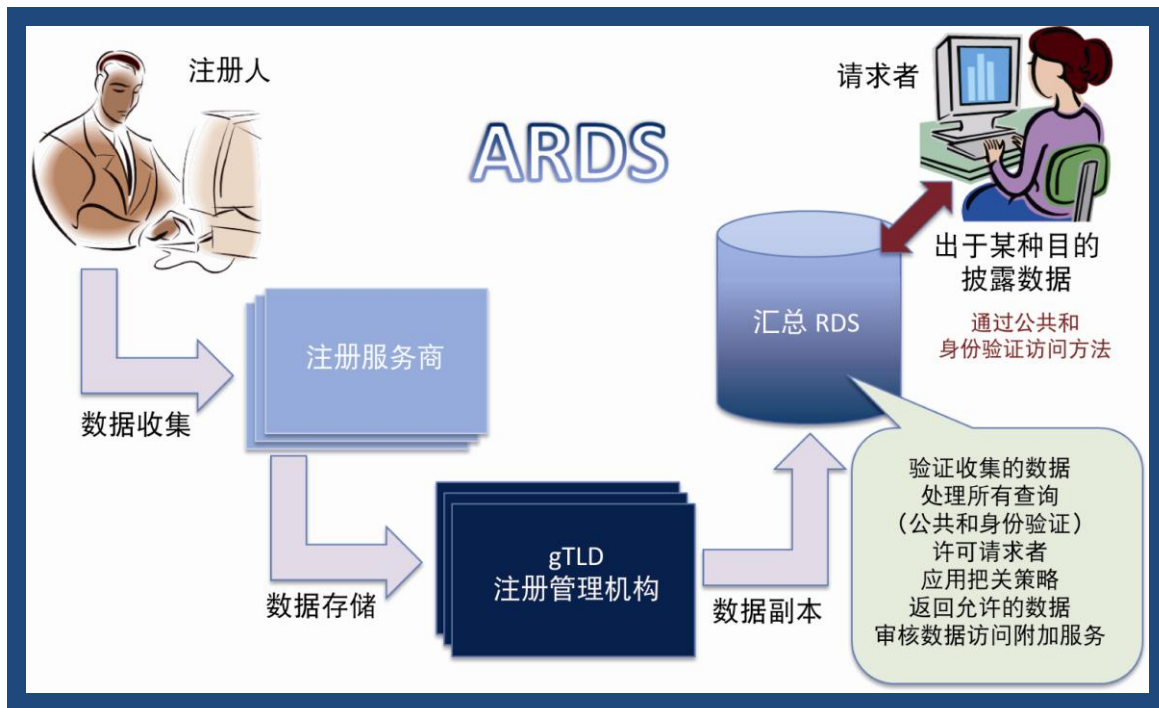 注册人
请求者
ARDS
出于某种目的
披露数据
通过公共和
身份验证访问方法
汇总 RDS
注册服务商
数据收集
gTLD
注册管理机构
数据存储
数据副本
验证收集的数据
处理所有查询
（公共和身份验证）
许可请求者
应用把关策略
返回允许的数据
审核数据访问附加服务